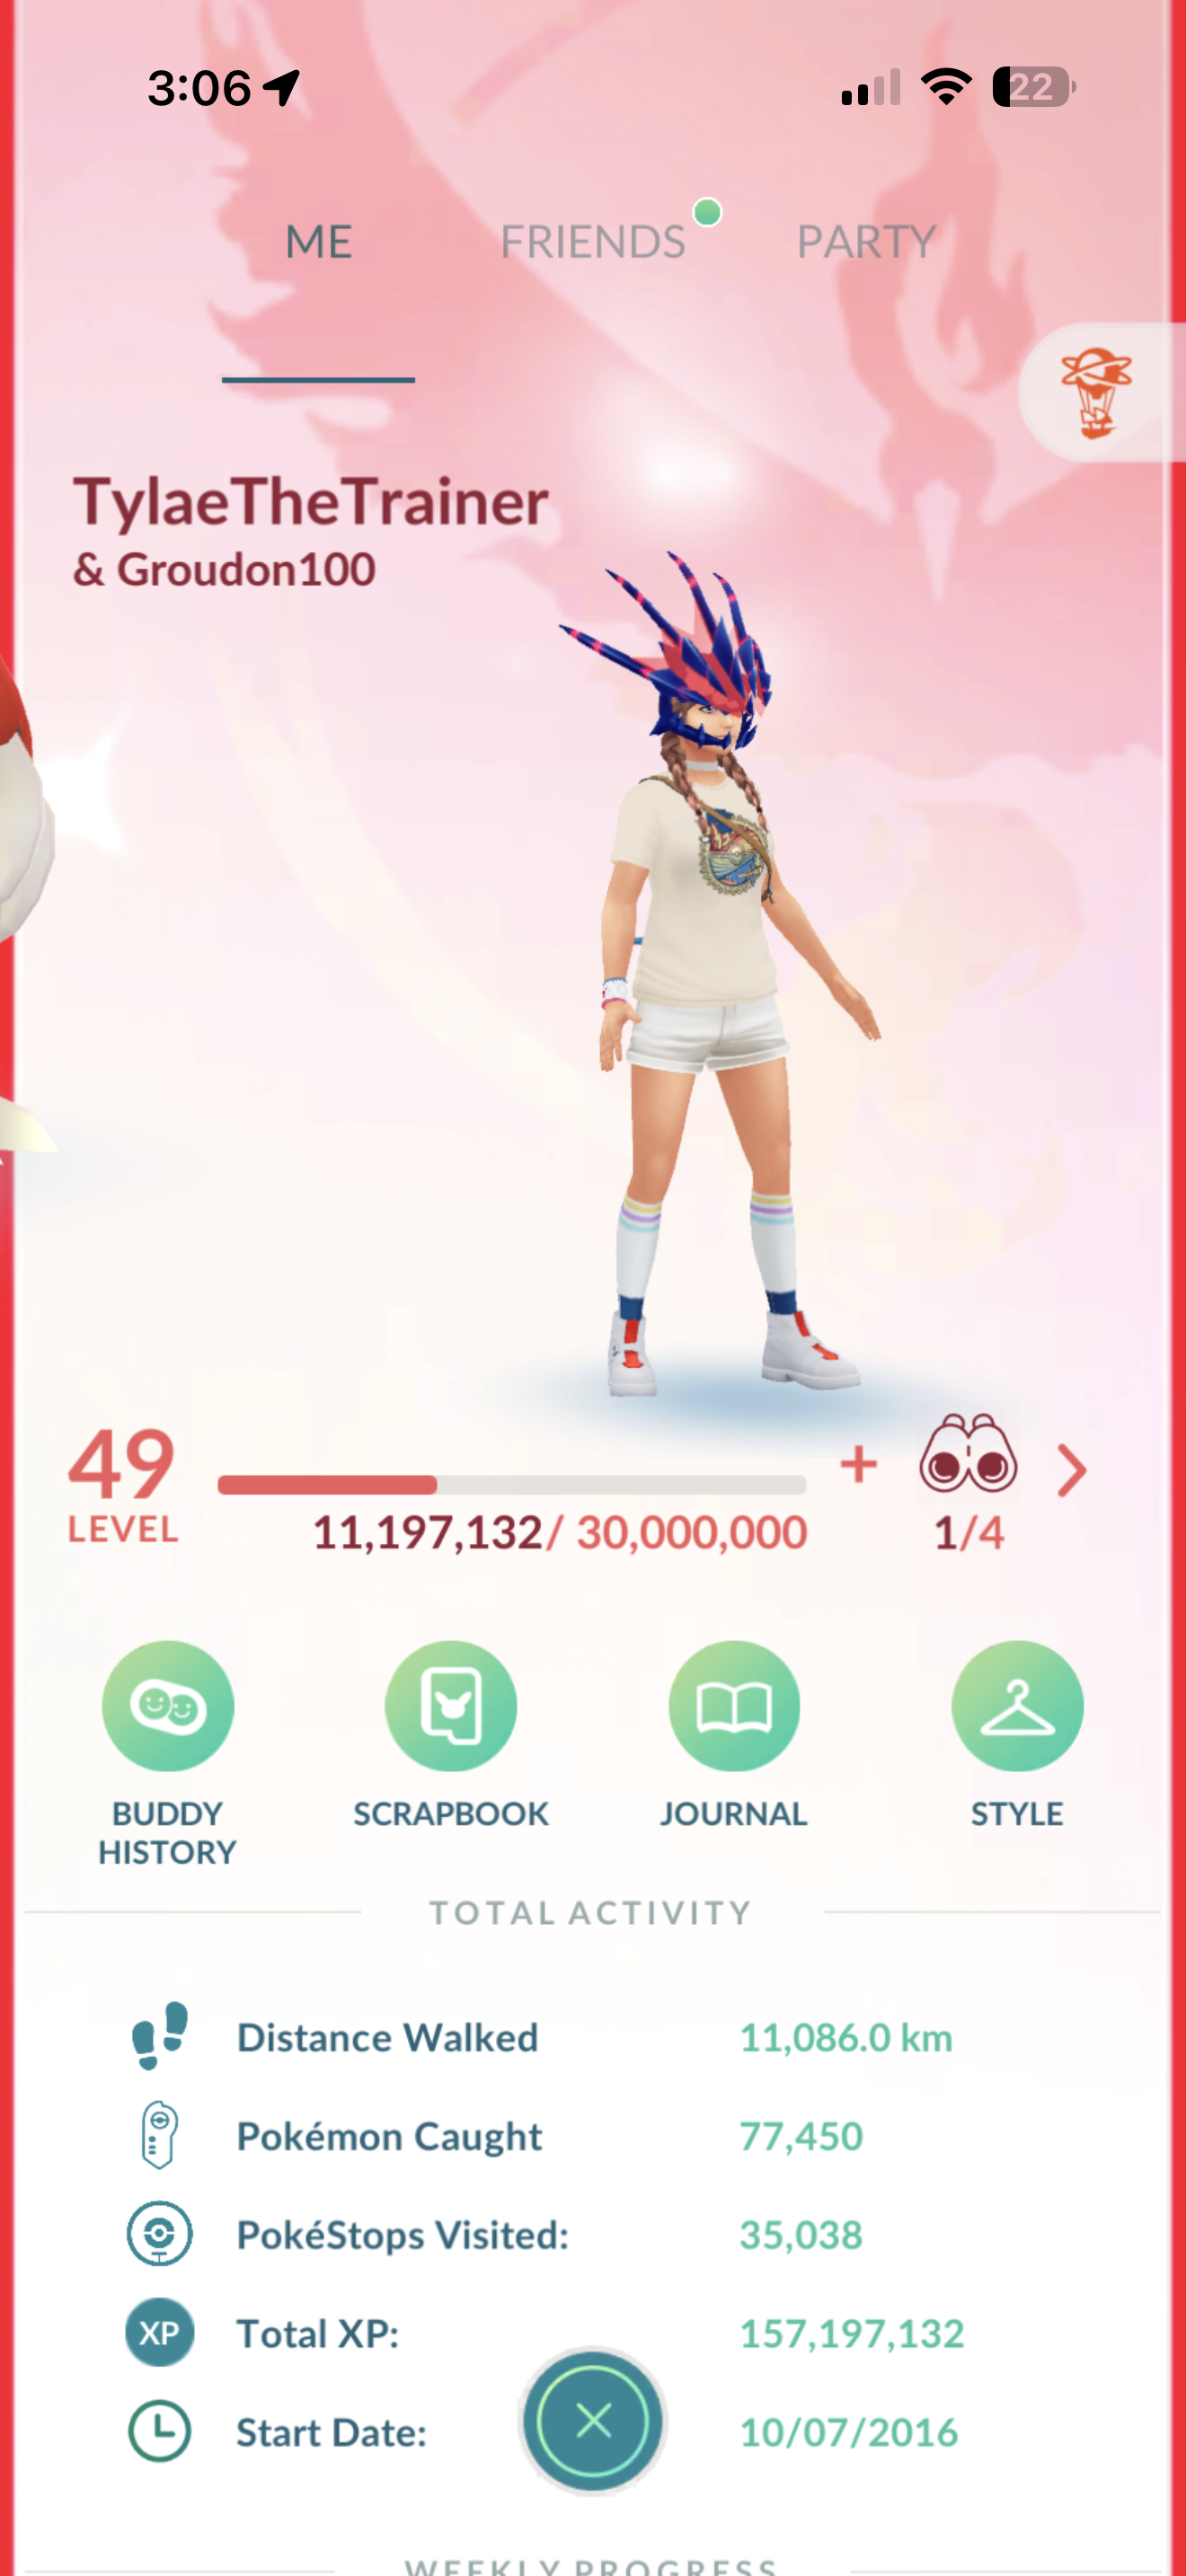 3:06
22
ME FRIENDS PARTY
TylaeTheTrainer
& Groudon100
49
LEVEL
11,197,132/ 30,000,000
+
1/4
BUDDY
HISTORY
SCRAPBOOK
JOURNAL
STYLE
TOTAL ACTIVITY
Distance Walked 11,086.0 km
Pokémon Caught 77,450
PokéStops Visited: 35,038
XP Total XP: 157,197,132
Start Date: 10/07/2016
WEEKLY PROGRESS